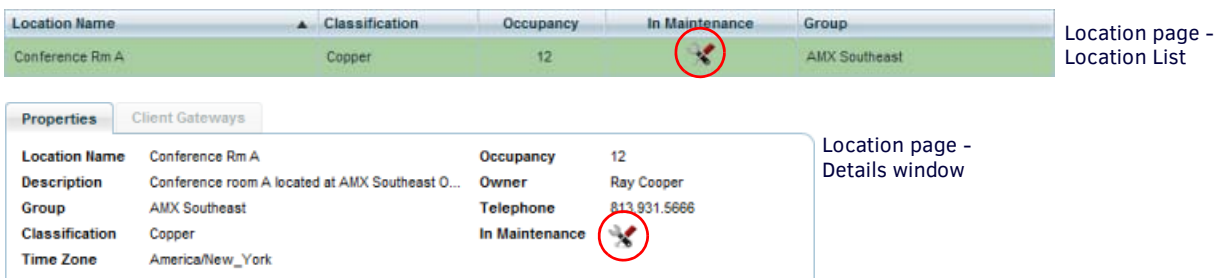 Location Name Classification Occupancy In Maintenance Group
Conference Rm A Copper 12 AMX Southeast
Location page -
Location List
Properties Client Gateways
Location Name Conference Rm A Occupancy 12
Description Conference room A located at AMX Southeast O... Owner Ray Cooper
Group AMX Southeast Telephone 813.931.5666
Classification Copper In Maintenance
Time Zone America/New_York
Location page -
Details window